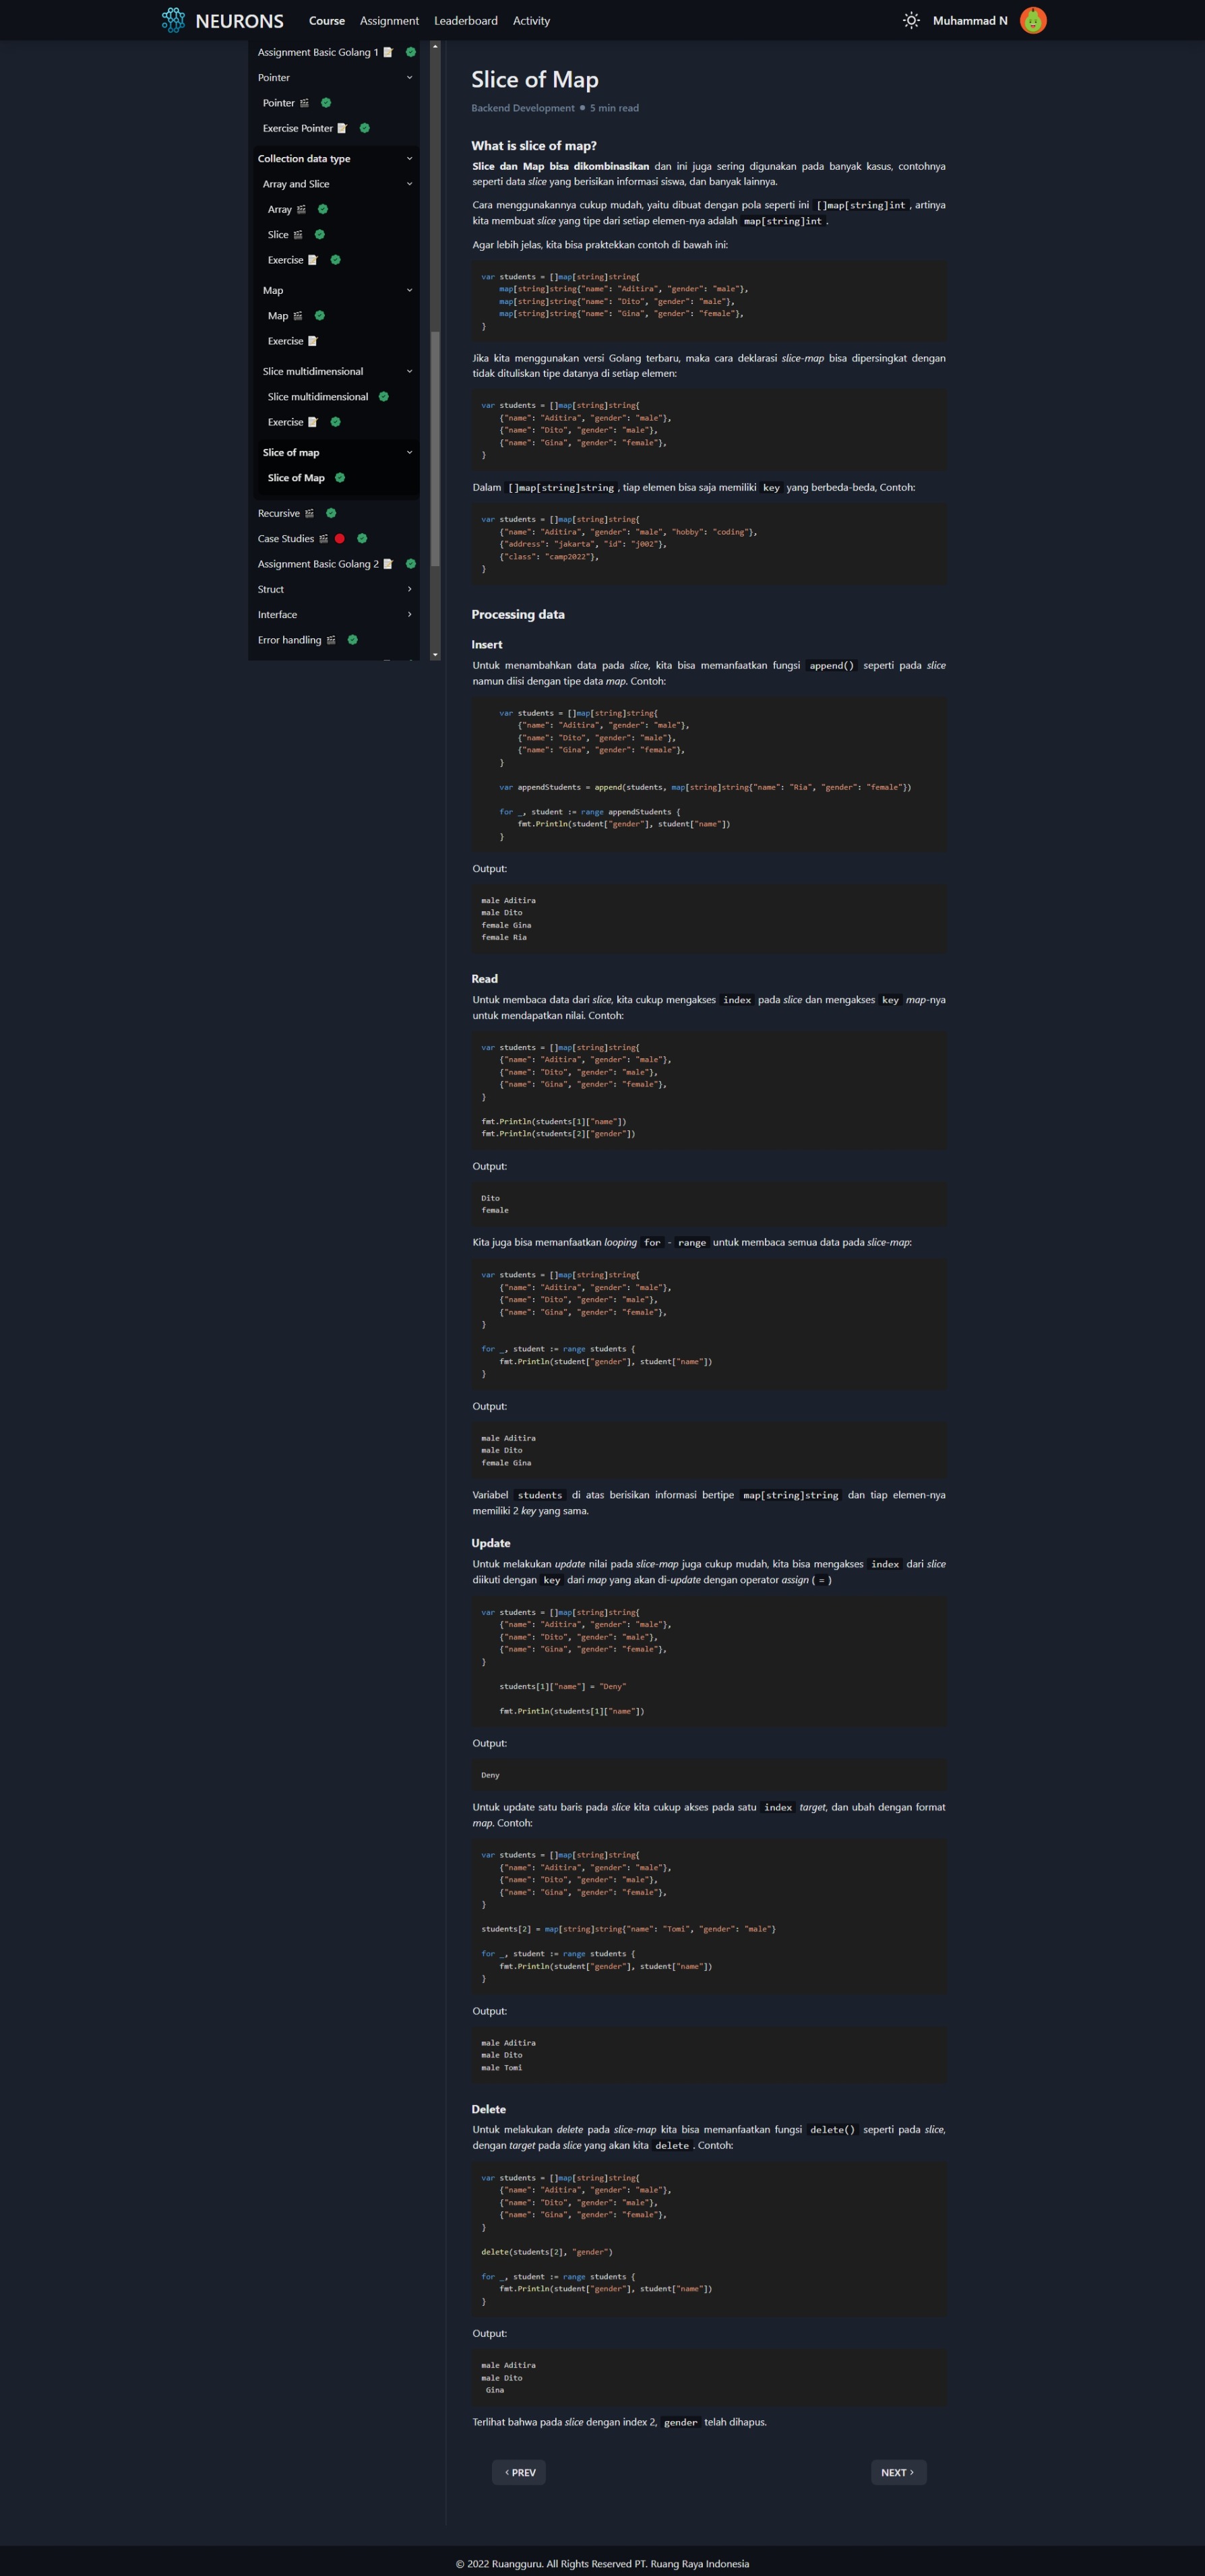 NEURONS Course Assignment Leaderboard Activity Muhammad N
Assignment Basic Golang 1
Pointer
Pointer
Exercise Pointer
Collection data type
Array and Slice
Array
Slice
Exercise
Map
Map
Exercise
Slice multidimensional
Slice multidimensional
Exercise
Slice of map
Slice of Map
Recursive
Case Studies
Assignment Basic Golang 2
Struct
Interface
Error handling
Slice of Map
Backend Development ● 5 min read
What is slice of map?
Slice dan Map bisa dikombinasikan dan ini juga sering digunakan pada banyak kasus, contohnya
seperti data slice yang berisikan informasi siswa, dan banyak lainnya.
Cara menggunakannya cukup mudah, yaitu dibuat dengan pola seperti ini []map[string]int , artinya
kita membuat slice yang tipe dari setiap elemen-nya adalah map[string]int .
Agar lebih jelas, kita bisa praktekkan contoh di bawah ini:
var students = []map[string]string{
    map[string]string{"name": "Aditira", "gender": "male"},
    map[string]string{"name": "Dito", "gender": "male"},
    map[string]string{"name": "Gina", "gender": "female"},
}
Jika kita menggunakan versi Golang terbaru, maka cara deklarasi slice-map bisa dipersingkat dengan
tidak dituliskan tipe datanya di setiap elemen:
var students = []map[string]string{
    {"name": "Aditira", "gender": "male"},
    {"name": "Dito", "gender": "male"},
    {"name": "Gina", "gender": "female"},
}
Dalam []map[string]string , tiap elemen bisa saja memiliki key yang berbeda-beda, Contoh:
var students = []map[string]string{
    {"name": "Aditira", "gender": "male", "hobby": "coding"},
    {"address": "jakarta", "id": "j002"},
    {"class": "camp2022"},
}
Processing data
Insert
Untuk menambahkan data pada slice, kita bisa memanfaatkan fungsi append() seperti pada slice
namun diisi dengan tipe data map. Contoh:
    var students = []map[string]string{
        {"name": "Aditira", "gender": "male"},
        {"name": "Dito", "gender": "male"},
        {"name": "Gina", "gender": "female"},
    }
    var appendStudents = append(students, map[string]string{"name": "Ria", "gender": "female"})
    for _, student := range appendStudents {
        fmt.Println(student["gender"], student["name"])
    }
Output:
male Aditira
male Dito
female Gina
female Ria
Read
Untuk membaca data dari slice, kita cukup mengakses index pada slice dan mengakses key map-nya
untuk mendapatkan nilai. Contoh:
var students = []map[string]string{
    {"name": "Aditira", "gender": "male"},
    {"name": "Dito", "gender": "male"},
    {"name": "Gina", "gender": "female"},
}
fmt.Println(students[1]["name"])
fmt.Println(students[2]["gender"])
Output:
Dito
female
Kita juga bisa memanfaatkan looping for - range untuk membaca semua data pada slice-map:
var students = []map[string]string{
    {"name": "Aditira", "gender": "male"},
    {"name": "Dito", "gender": "male"},
    {"name": "Gina", "gender": "female"},
}
for _, student := range students {
    fmt.Println(student["gender"], student["name"])
}
Output:
male Aditira
male Dito
female Gina
Variabel students di atas berisikan informasi bertipe map[string]string dan tiap elemen-nya
memiliki 2 key yang sama.
Update
Untuk melakukan update nilai pada slice-map juga cukup mudah, kita bisa mengakses index dari slice
diikuti dengan key dari map yang akan di-update dengan operator assign ( = )
var students = []map[string]string{
    {"name": "Aditira", "gender": "male"},
    {"name": "Dito", "gender": "male"},
    {"name": "Gina", "gender": "female"},
}
    students[1]["name"] = "Deny"
    fmt.Println(students[1]["name"])
Output:
Deny
Untuk update satu baris pada slice kita cukup akses pada satu index target, dan ubah dengan format
map. Contoh:
var students = []map[string]string{
    {"name": "Aditira", "gender": "male"},
    {"name": "Dito", "gender": "male"},
    {"name": "Gina", "gender": "female"},
}
students[2] = map[string]string{"name": "Tomi", "gender": "male"}
for _, student := range students {
    fmt.Println(student["gender"], student["name"])
}
Output:
male Aditira
male Dito
male Tomi
Delete
Untuk melakukan delete pada slice-map kita bisa memanfaatkan fungsi delete() seperti pada slice,
dengan target pada slice yang akan kita delete . Contoh:
var students = []map[string]string{
    {"name": "Aditira", "gender": "male"},
    {"name": "Dito", "gender": "male"},
    {"name": "Gina", "gender": "female"},
}
delete(students[2], "gender")
for _, student := range students {
    fmt.Println(student["gender"], student["name"])
}
Output:
male Aditira
male Dito
 Gina
Terlihat bahwa pada slice dengan index 2, gender telah dihapus.
‹ PREV NEXT ›
© 2022 Ruangguru. All Rights Reserved PT. Ruang Raya Indonesia